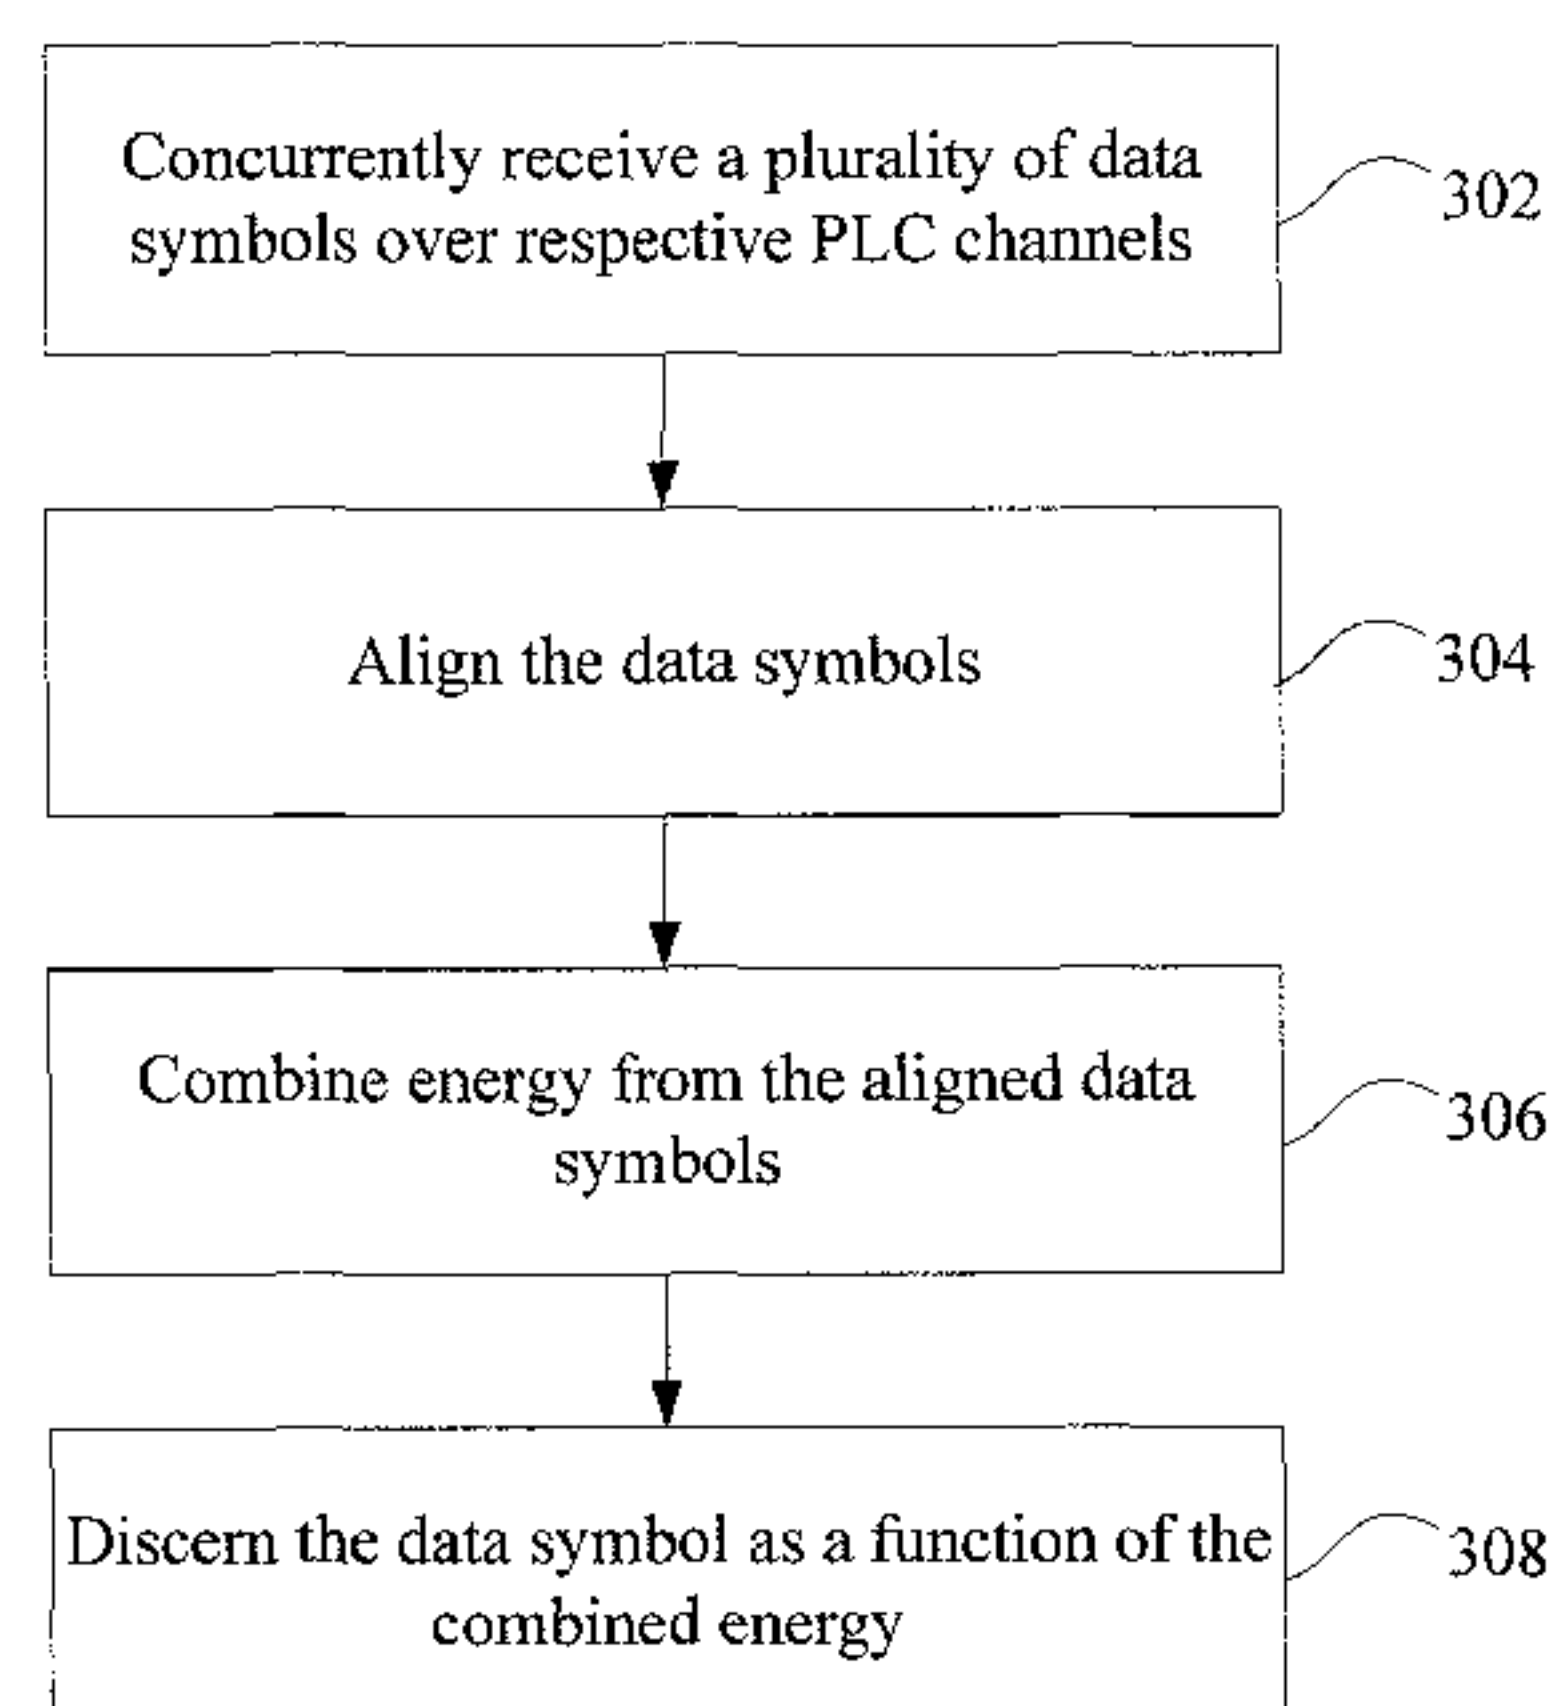 Concurrently receive a plurality of data
symbols over respective PLC channels
302
Align the data symbols
304
Combine energy from the aligned data
symbols
306
Discern the data symbol as a function of the
combined energy
308